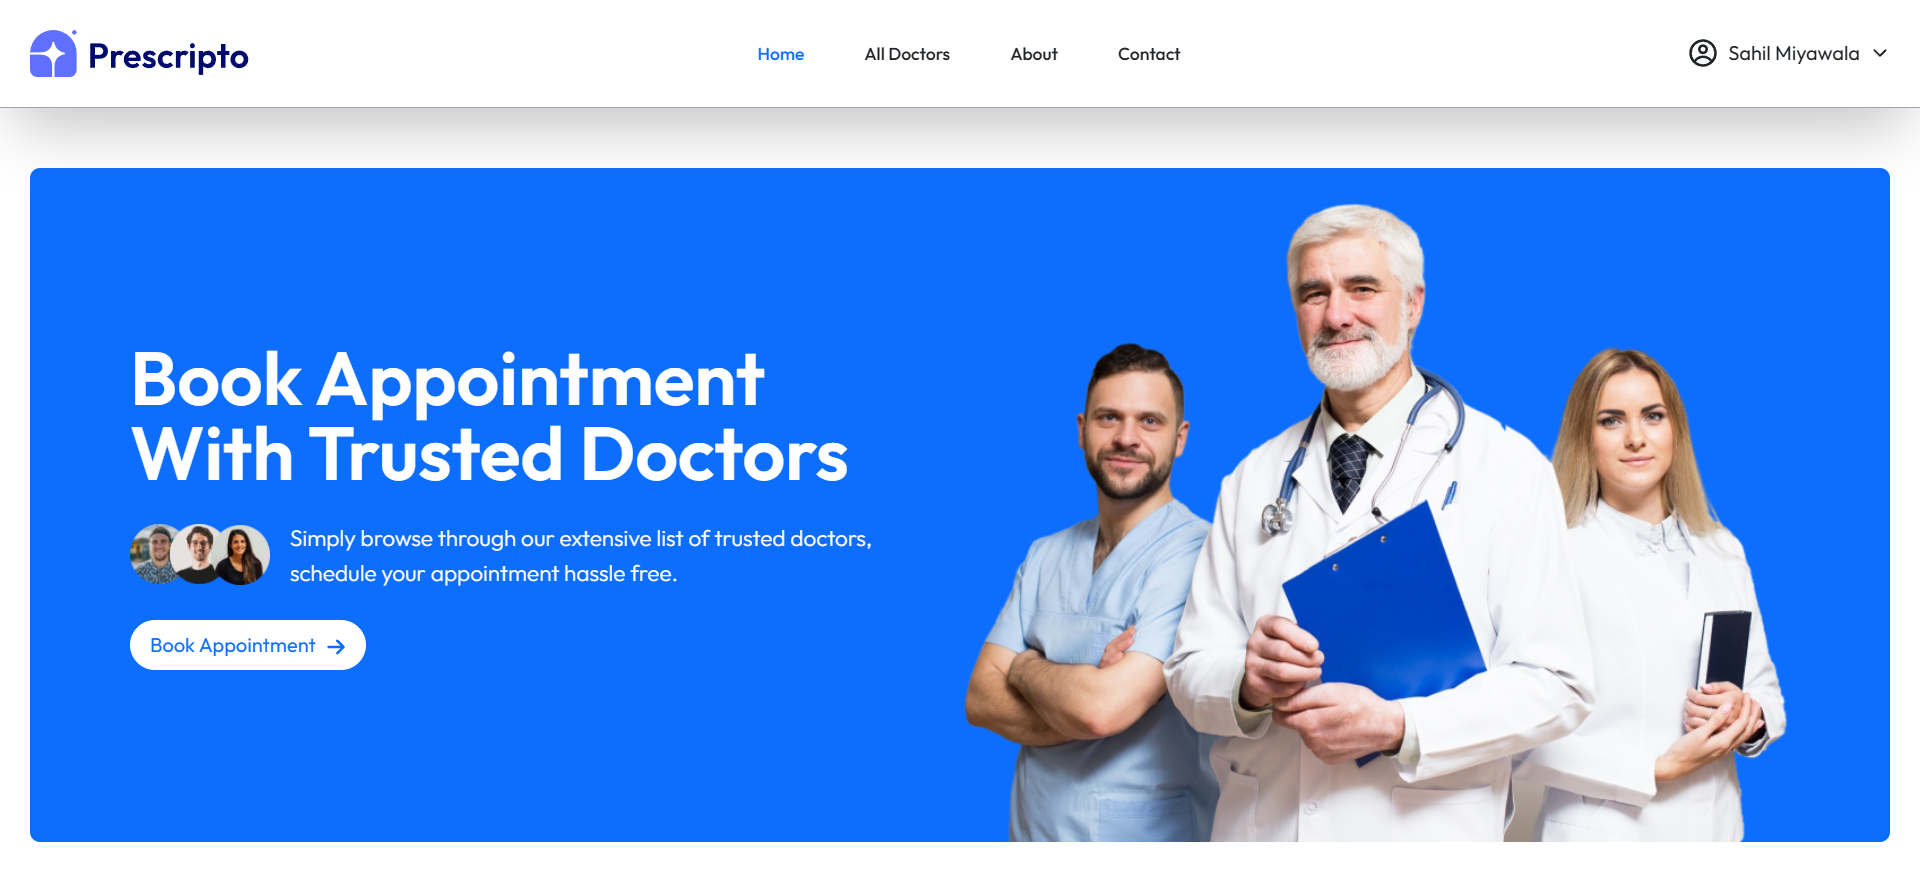 Prescripto
Home
All Doctors
About
Contact
Sahil Miyawala
Book Appointment
With Trusted Doctors
Simply browse through our extensive list of trusted doctors,
schedule your appointment hassle free.
Book Appointment